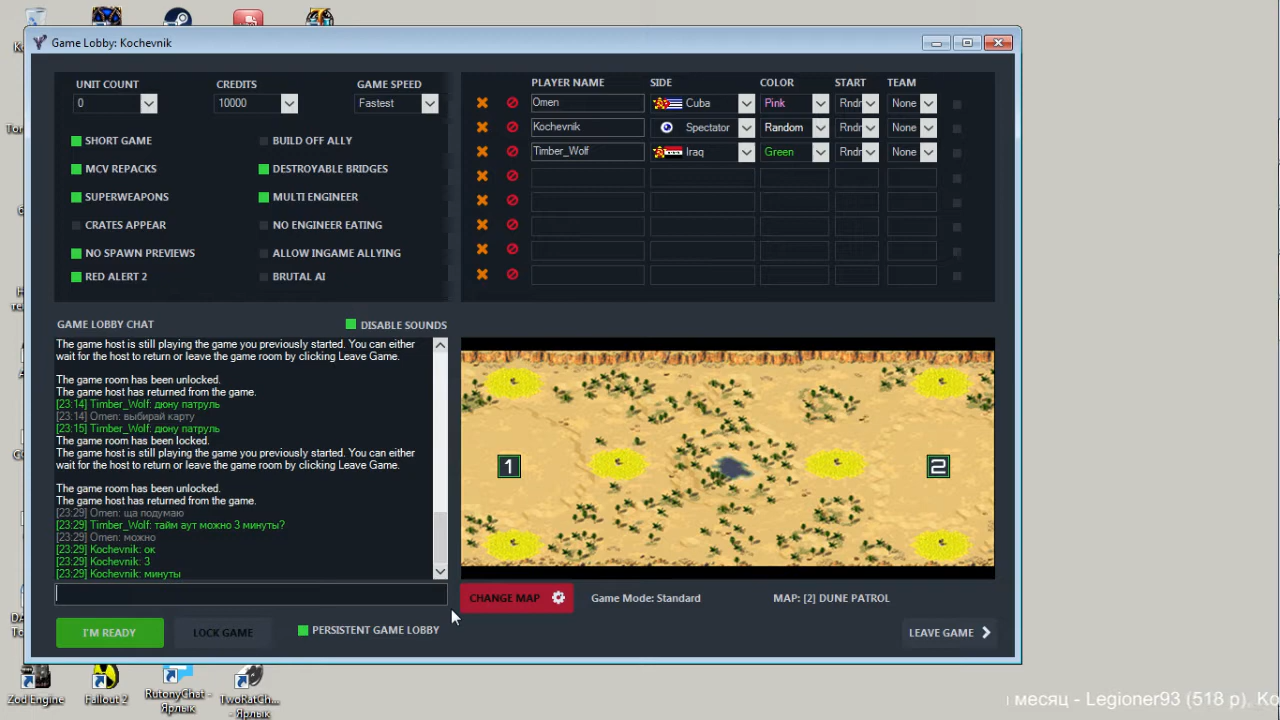 Game Lobby: Kochevnik
UNIT COUNT
CREDITS
GAME SPEED
0
10000
Fastest
SHORT GAME
BUILD OFF ALLY
MCV REPACKS
DESTROYABLE BRIDGES
SUPERWEAPONS
MULTI ENGINEER
CRATES APPEAR
NO ENGINEER EATING
NO SPAWN PREVIEWS
ALLOW INGAME ALLYING
RED ALERT 2
BRUTAL AI
PLAYER NAME
SIDE
COLOR
START
TEAM
Omen
Cuba
Pink
Rndr
None
Kochevnik
Spectator
Random
Rndr
None
Timber_Wolf
Iraq
Green
Rndr
None
GAME LOBBY CHAT
DISABLE SOUNDS
The game host is still playing the game you previously started. You can either
wait for the host to return or leave the game room by clicking Leave Game.
The game room has been unlocked.
The game host has returned from the game.
[23:14] Timber_Wolf: дюну патруль
[23:14] Omen: выбирай карту
[23:15] Timber_Wolf: дюну патруль
The game room has been locked.
The game host is still playing the game you previously started. You can either
wait for the host to return or leave the game room by clicking Leave Game.
The game room has been unlocked.
The game host has returned from the game.
[23:29] Omen: ща подумаю
[23:29] Timber_Wolf: тайм аут можно 3 минуты?
[23:29] Omen: можно
[23:29] Kochevnik: ок
[23:29] Kochevnik: 3
[23:29] Kochevnik: минуты
1
2
CHANGE MAP
Game Mode: Standard
MAP: [2] DUNE PATROL
I'M READY
LOCK GAME
PERSISTENT GAME LOBBY
LEAVE GAME
Zod Engine
Fallout 2
RutonyChat -
Ярлык
TwoRatCh...
- Ярлык
месяц - Legioner93 (518 р), Ко